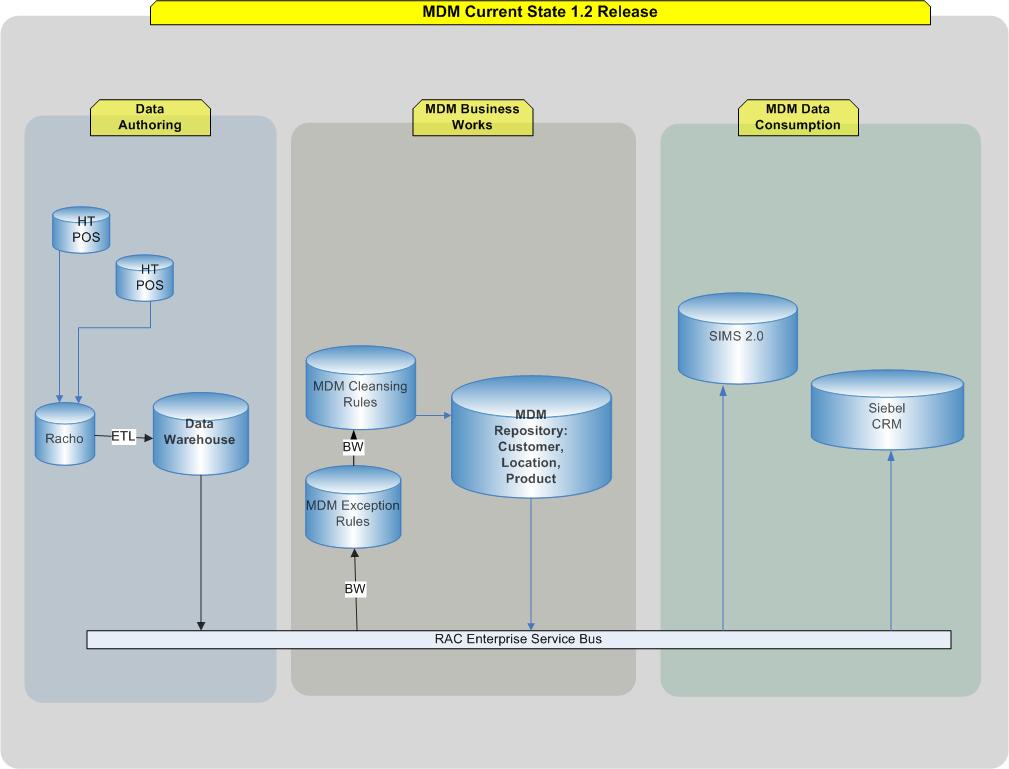 MDM Current State 1.2 Release
Data
Authoring
MDM Business
Works
MDM Data
Consumption
HT
POS
HT
POS
Racho
ETL
Data
Warehouse
MDM Cleansing
Rules
BW
MDM Exception
Rules
BW
MDM
Repository:
Customer,
Location,
Product
SIMS 2.0
Siebel
CRM
RAC Enterprise Service Bus